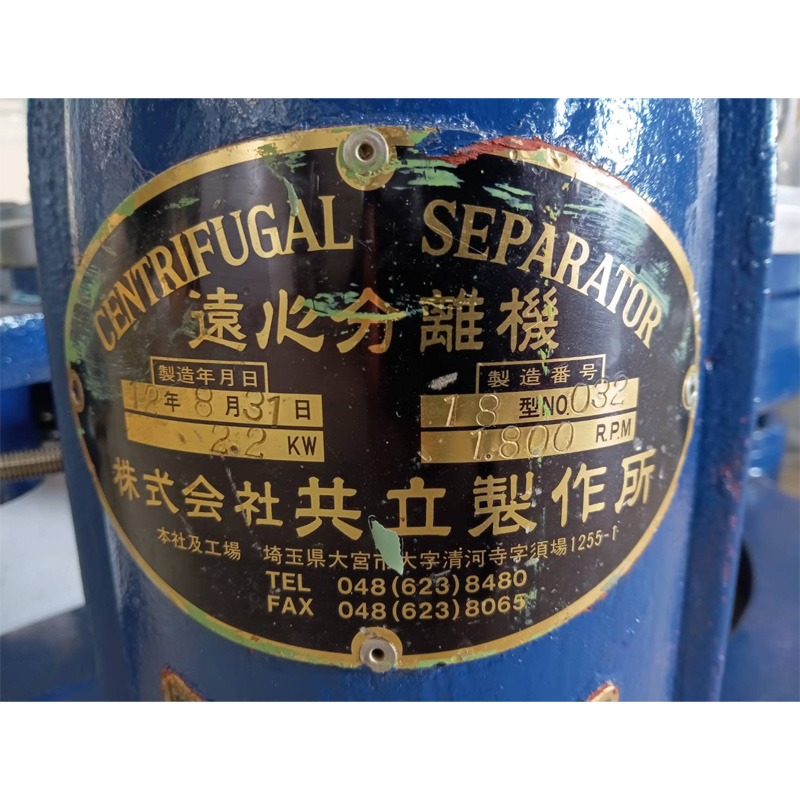 CENTRIFUGAL SEPARATOR
遠心分離機
製造年月日
12年8月31日
2.2 KW
製造番号
18型NO.032
1.800 R.P.M
株式会社共立製作所
本社及工場 埼玉県大宮市大字清河寺字須場1255-1
TEL 048(623)8480
FAX 048(623)8065